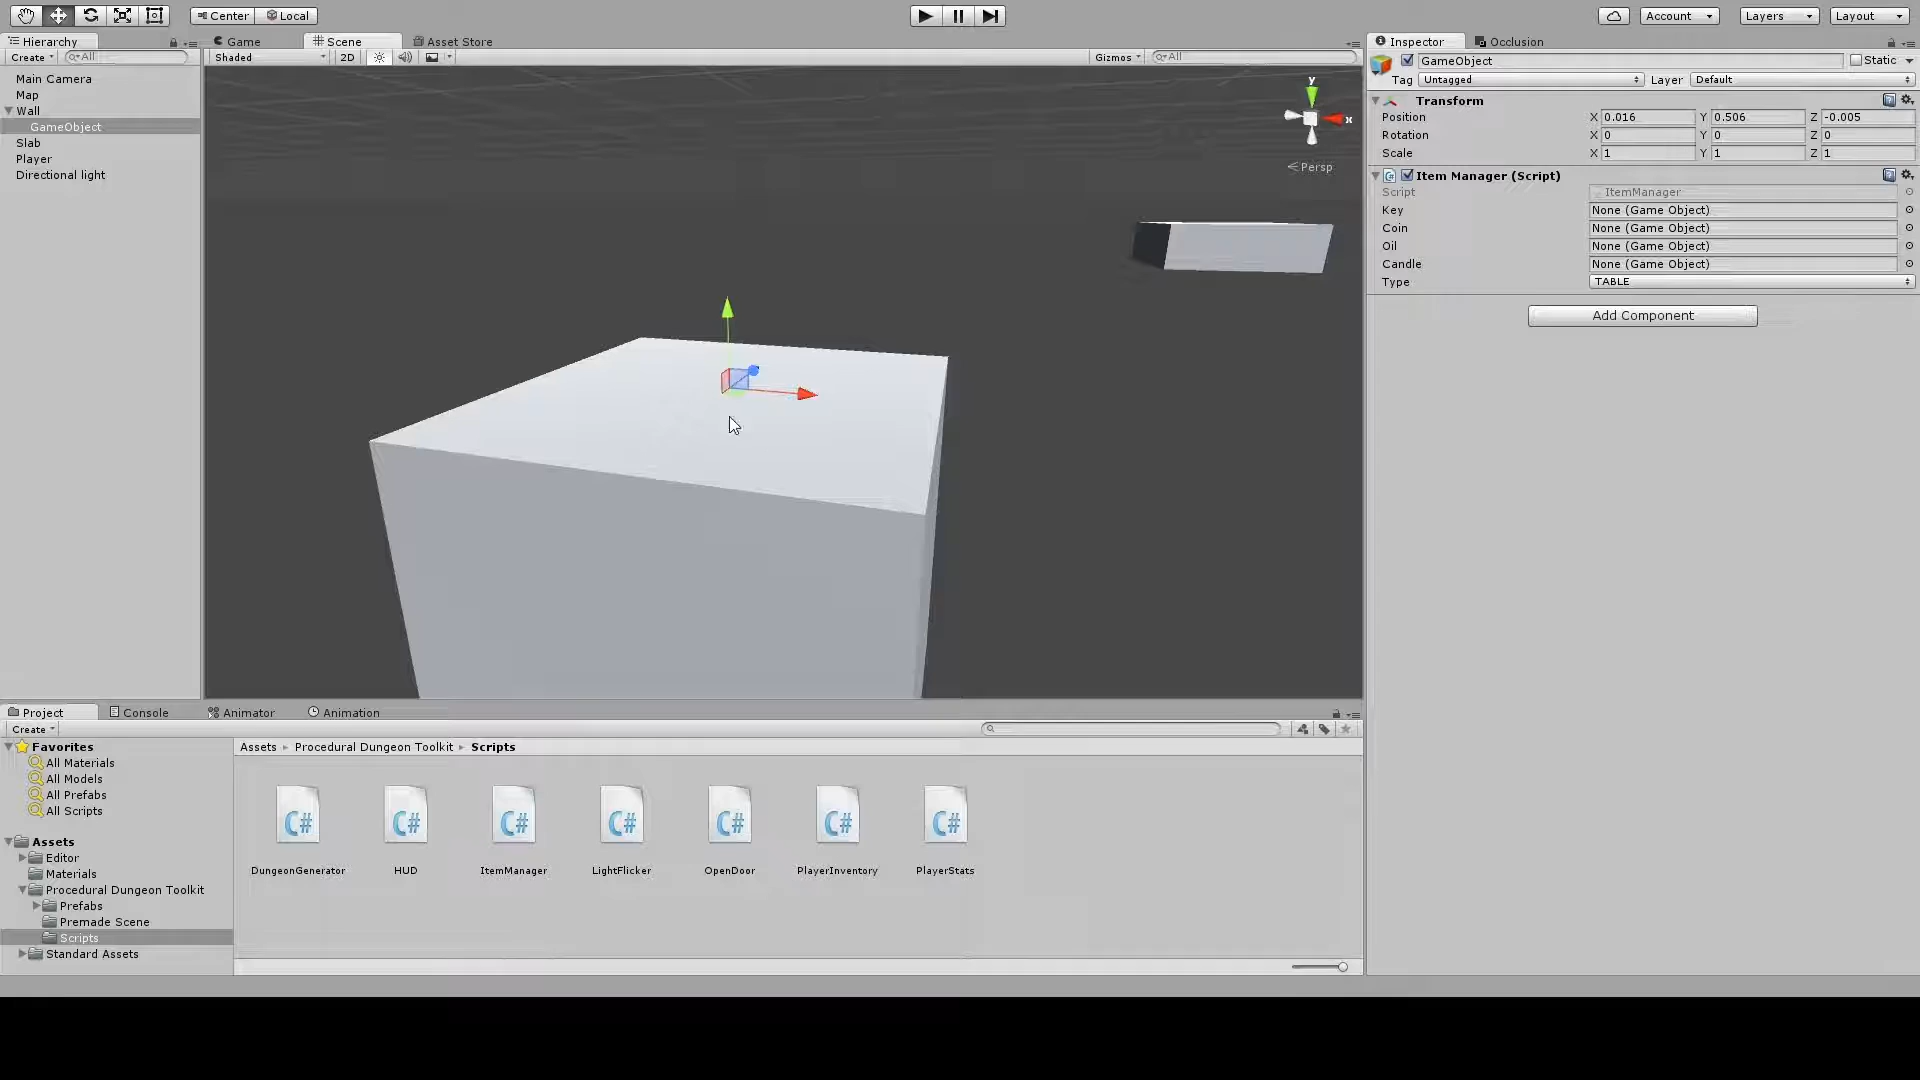 Center Local
Account Layers Layout
Hierarchy Game Scene Asset Store Inspector Occlusion
Create All Shaded 2D Gizmos All
GameObject Static
Tag Untagged Layer Default
Main Camera
Map
Wall
GameObject
Slab
Player
Directional light
y
x
Persp
Transform
Position X 0.016 Y 0.506 Z -0.005
Rotation X 0 Y 0 Z 0
Scale X 1 Y 1 Z 1
Item Manager (Script)
Script ItemManager
Key None (Game Object)
Coin None (Game Object)
Oil None (Game Object)
Candle None (Game Object)
Type TABLE
Add Component
Project Console Animator Animation
Create
Favorites
All Materials
All Models
All Prefabs
All Scripts
Assets
Editor
Materials
Procedural Dungeon Toolkit
Prefabs
Premade Scene
Scripts
Standard Assets
Assets Procedural Dungeon Toolkit Scripts
C# C# C# C# C# C# C#
DungeonGenerator HUD ItemManager LightFlicker OpenDoor PlayerInventory PlayerStats